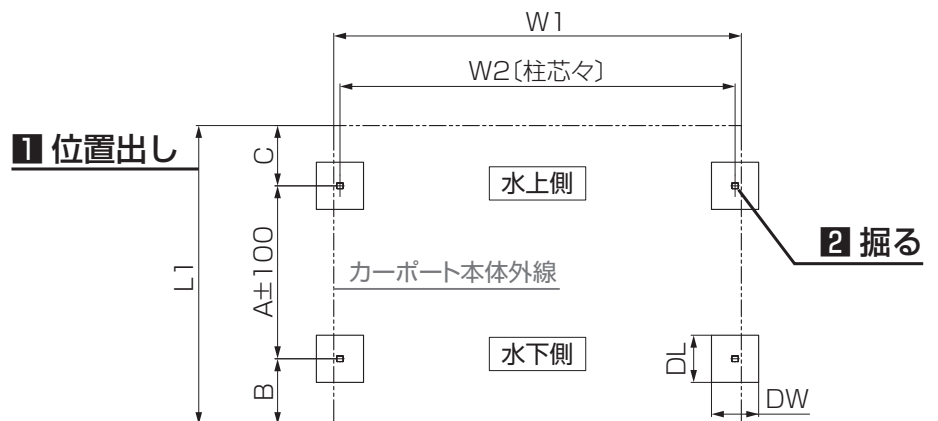 W1
W2〔柱芯々〕
1 位置出し
C
水上側
2 掘る
L1
A±100
カーポート本体外線
水下側
B
DL
DW